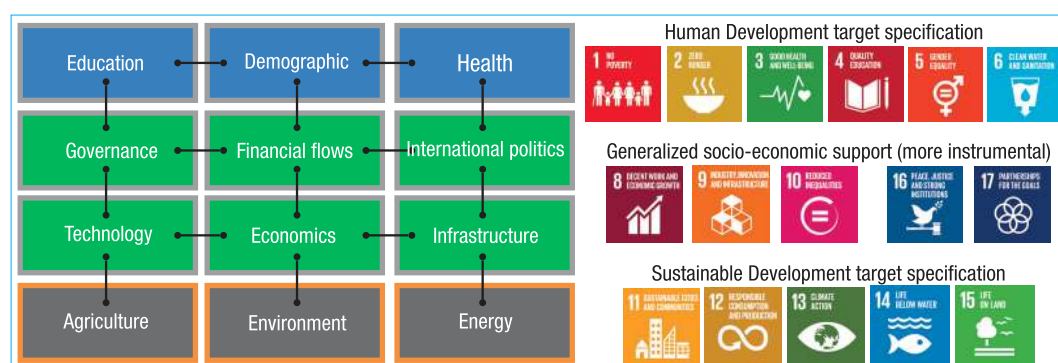 Education
Demographic
Health
Governance
Financial flows
International politics
Technology
Economics
Infrastructure
Agriculture
Environment
Energy
Human Development target specification
1 NO
POVERTY
2 ZERO
HUNGER
3 GOOD HEALTH
AND WELL-BEING
4 QUALITY
EDUCATION
5 GENDER
EQUALITY
6 CLEAN WATER
AND SANITATION
Generalized socio-economic support (more instrumental)
8 DECENT WORK AND
ECONOMIC GROWTH
9 INDUSTRY, INNOVATION
AND INFRASTRUCTURE
10 REDUCED
INEQUALITIES
16 PEACE, JUSTICE
AND STRONG
INSTITUTIONS
17 PARTNERSHIPS
FOR THE GOALS
Sustainable Development target specification
11 SUSTAINABLE CITIES
AND COMMUNITIES
12 RESPONSIBLE
CONSUMPTION
AND PRODUCTION
13 CLIMATE
ACTION
14 LIFE
BELOW WATER
15 LIFE
ON LAND